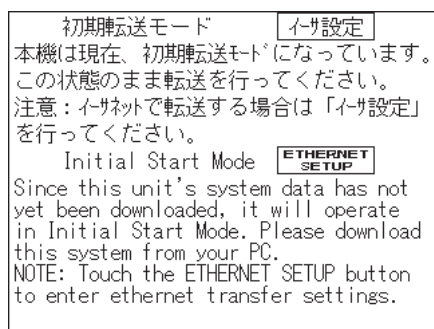 初期転送モード ｲｰｻ設定
本機は現在、初期転送ﾓｰﾄﾞになっています。
この状態のまま転送を行ってください。
注意：ｲｰｻﾈｯﾄで転送する場合は「ｲｰｻ設定」
を行ってください。
Initial Start Mode ETHERNET SETUP
Since this unit's system data has not
yet been downloaded, it will operate
in Initial Start Mode. Please download
this system from your PC.
NOTE: Touch the ETHERNET SETUP button
to enter ethernet transfer settings.